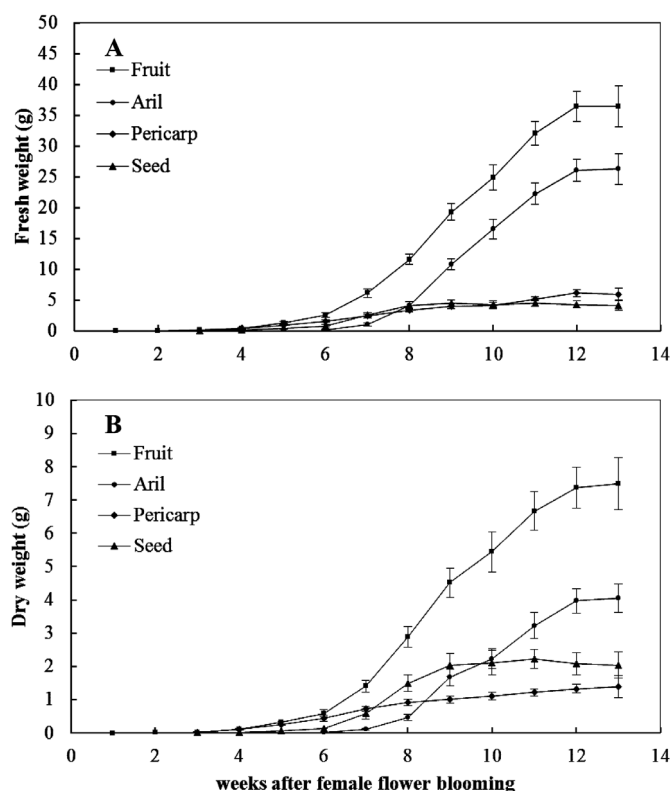 A
Fruit
Aril
Pericarp
Seed
Fresh weight (g)
50
45
40
35
30
25
20
15
10
5
0
0 2 4 6 8 10 12 14
B
Fruit
Aril
Pericarp
Seed
Dry weight (g)
10
9
8
7
6
5
4
3
2
1
0
0 2 4 6 8 10 12 14
weeks after female flower blooming